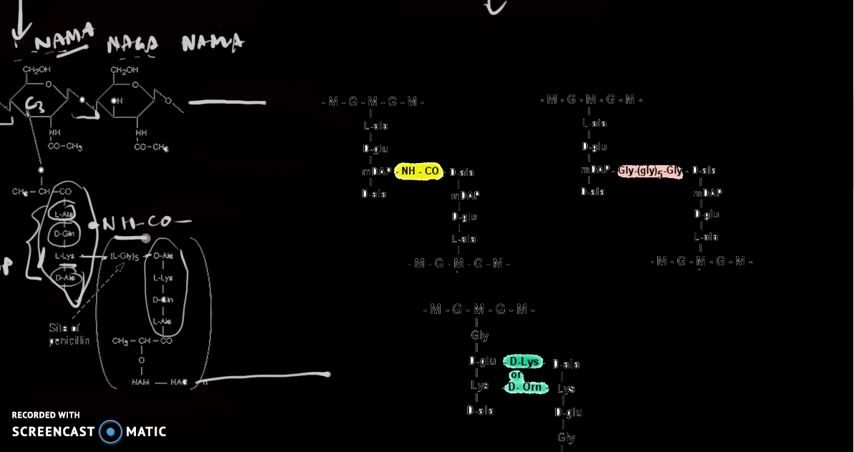 NAMA NAGA NAMA
CH₂OH CH₂OH
O O O
C3 OH
NH NH
CO-CH₃ CO-CH₃
CH₃-CH-CO
L-Ala
D-Gln
L-Lys
D-Ala
NH-CO-
(L-Gly)5 D-Ala
L-Lys
D-Gln
L-Ala
CH₃-CH-CO
O
NAM - NAG
Site of
penicillin
-M-G-M-G-M-
L-ala
D-glu
mDAP - NH - CO - D-ala
D-ala mDAP
D-glu
L-ala
-M-G-M-G-M-
-M-G-M-G-M-
L-ala
D-glu
mDAP - Gly-(gly)5-Gly - D-ala
D-ala mDAP
D-glu
L-ala
-M-G-M-G-M-
-M-G-M-G-M-
Gly
D-glu D-Lys D-ala
or
Lys D-Orn Lys
D-ala D-glu
Gly
RECORDED WITH
SCREENCAST MATIC